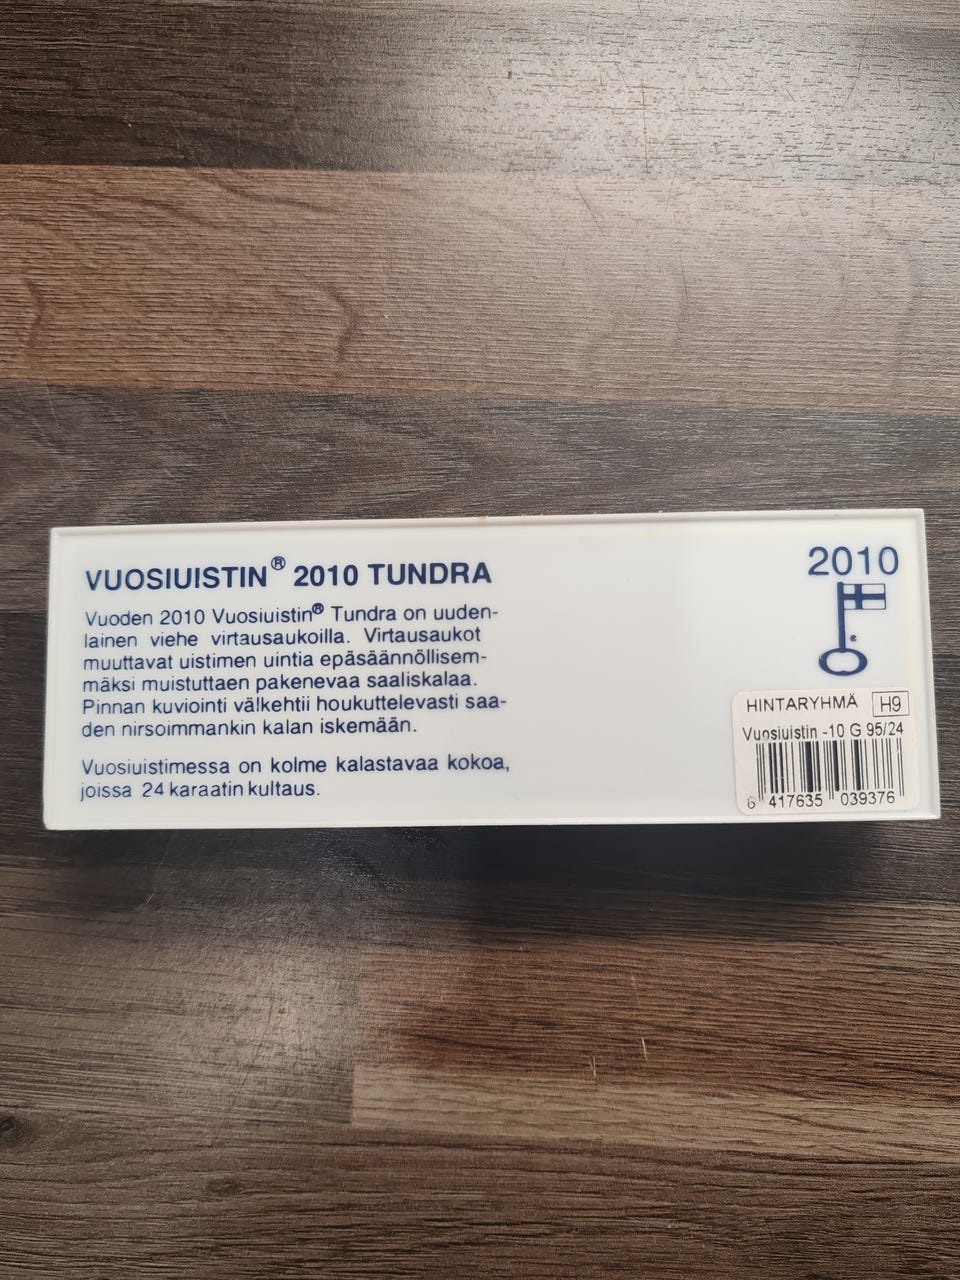 VUOSIUISTIN® 2010 TUNDRA
Vuoden 2010 Vuosiuistin® Tundra on uuden-
lainen viehe virtausaukoilla. Virtausaukot
muuttavat uistimen uintia epäsäännöllisem-
mäksi muistuttaen pakenevaa saaliskalaa.
Pinnan kuviointi välkehtii houkuttelevasti saa-
den nirsoimmankin kalan iskemään.
Vuosiuistimessa on kolme kalastavaa kokoa,
joissa 24 karaatin kultaus.
2010
®
HINTARYHMÄ H9
Vuosiuistin -10 G 95/24
6 417635 039376